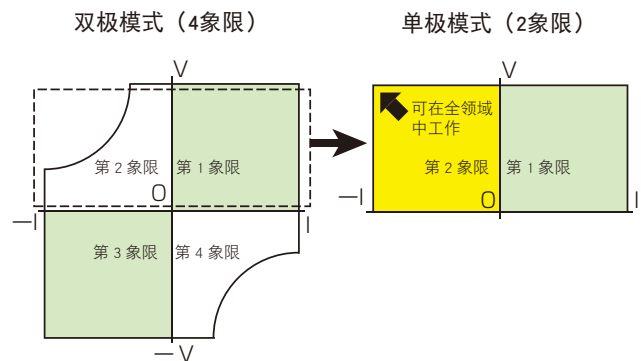 双极模式（4象限）
V
第 2 象限
第 1 象限
O
—I
I
第 3 象限
第 4 象限
—V
单极模式（2象限）
V
可在全领域
中工作
第 2 象限
第 1 象限
—I
O
I